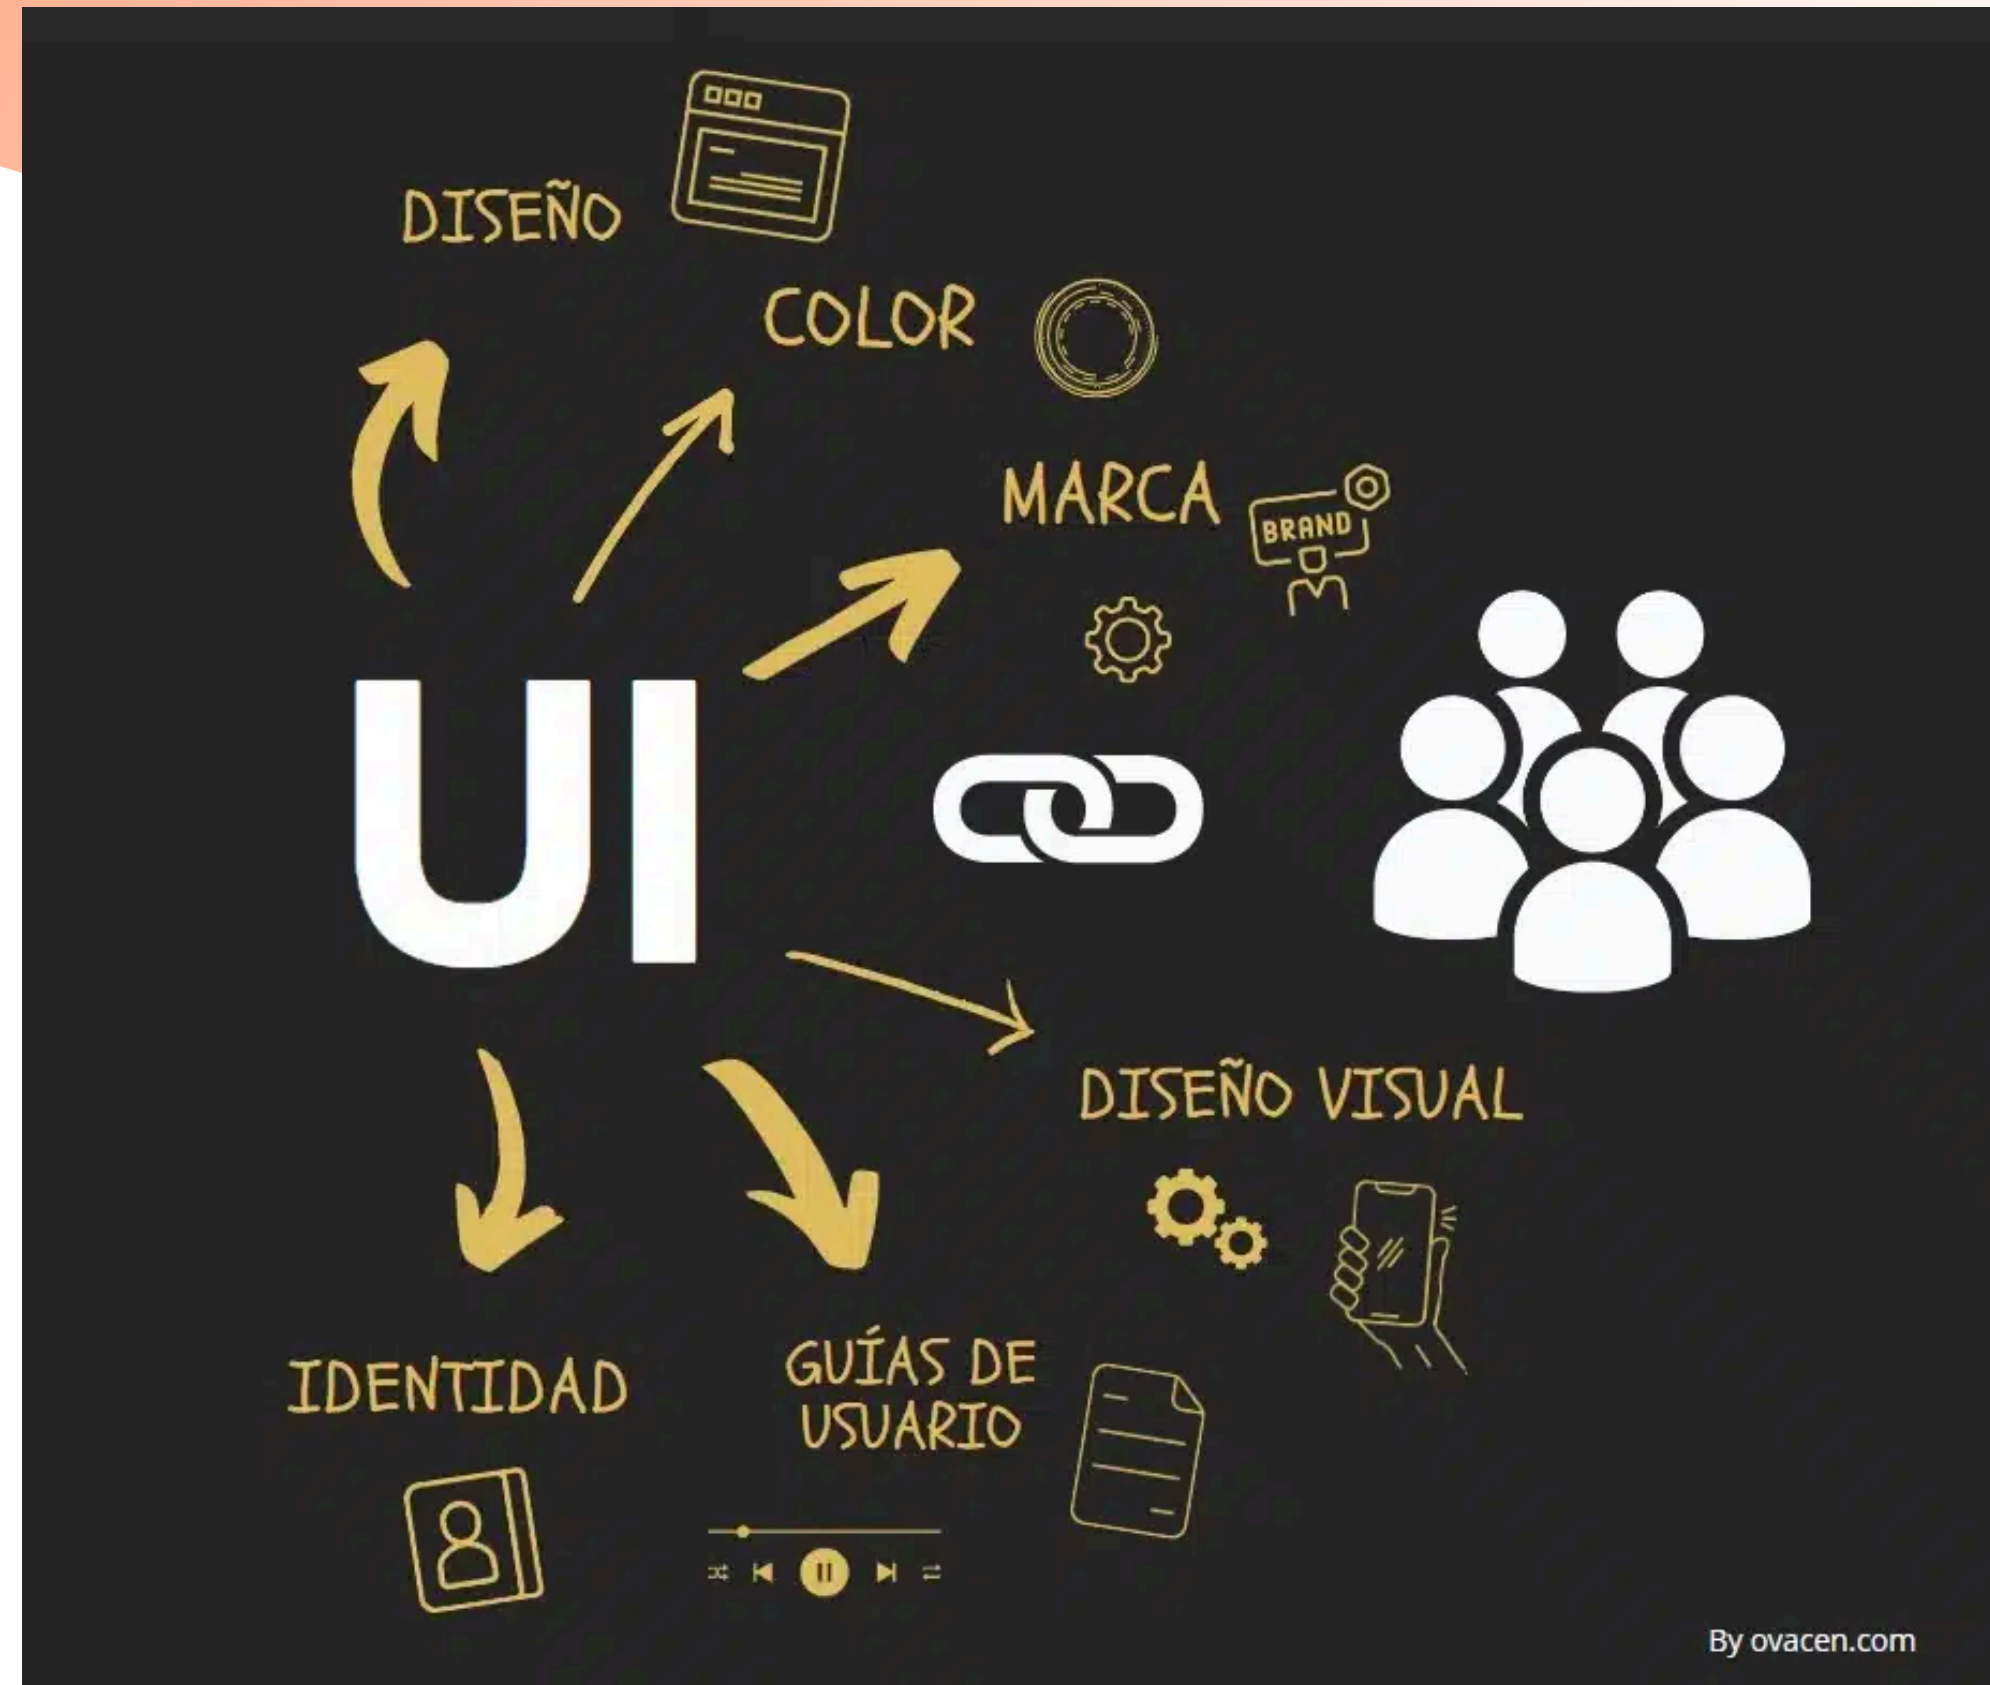 DISEÑO
COLOR
MARCA
BRAND
UI
DISEÑO VISUAL
IDENTIDAD
GUÍAS DE
USUARIO
By ovacen.com